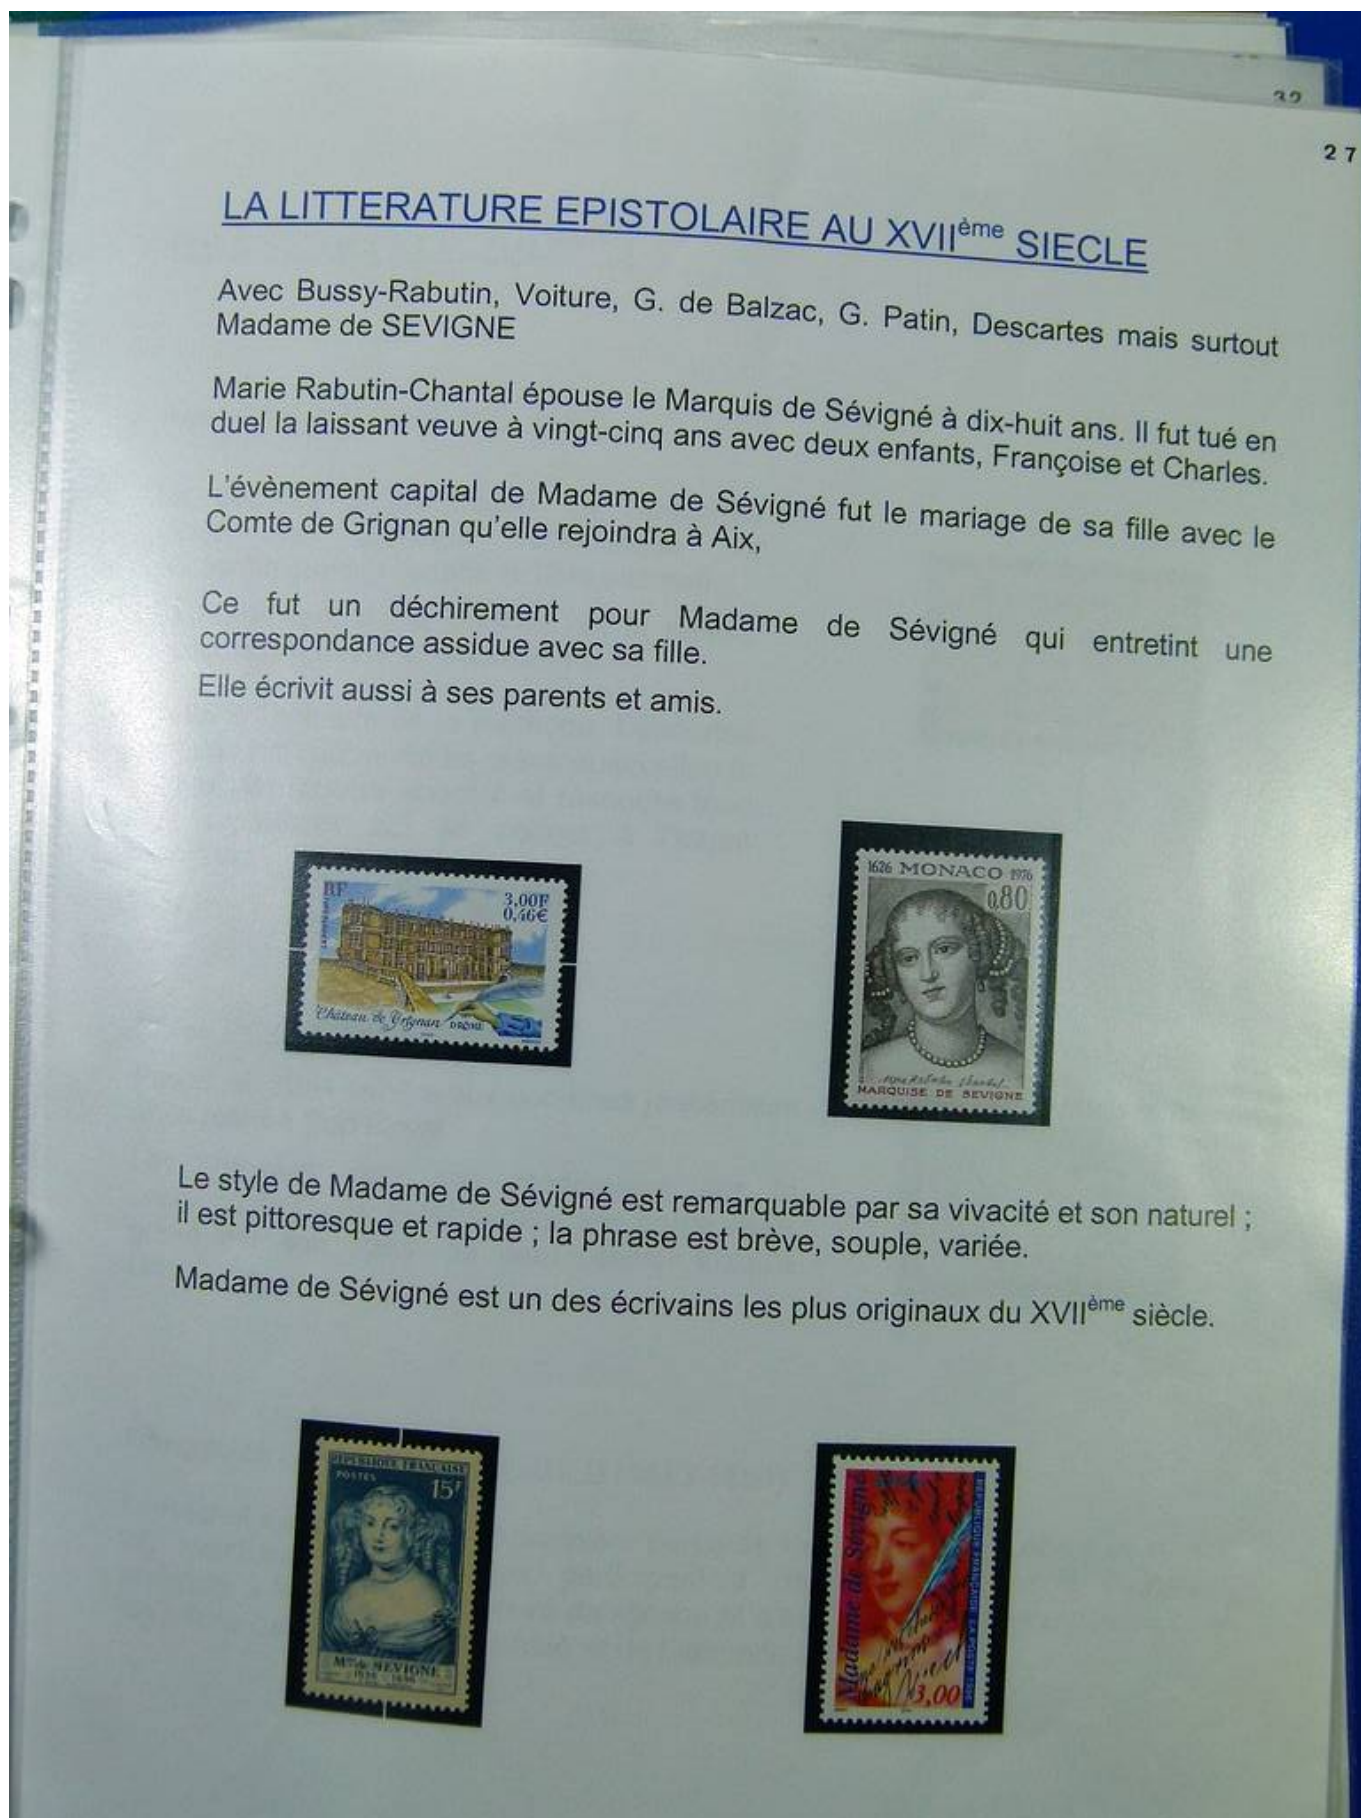 32
27
LA LITTERATURE EPISTOLAIRE AU XVIIème SIECLE
Avec Bussy-Rabutin, Voiture, G. de Balzac, G. Patin, Descartes mais surtout
Madame de SEVIGNE
Marie Rabutin-Chantal épouse le Marquis de Sévigné à dix-huit ans. Il fut tué en
duel la laissant veuve à vingt-cinq ans avec deux enfants, Françoise et Charles.
L'évènement capital de Madame de Sévigné fut le mariage de sa fille avec le
Comte de Grignan qu'elle rejoindra à Aix,
Ce fut un déchirement pour Madame de Sévigné qui entretint une
correspondance assidue avec sa fille.
Elle écrivit aussi à ses parents et amis.
RF
3,00F
0,46€
Château de Grignan DROME
1626 MONACO 1976
0,80
MARQUISE DE SEVIGNE
Le style de Madame de Sévigné est remarquable par sa vivacité et son naturel ;
il est pittoresque et rapide ; la phrase est brève, souple, variée.
Madame de Sévigné est un des écrivains les plus originaux du XVIIème siècle.
REPUBLIQUE FRANÇAISE
POSTES
15F
Mme de SEVIGNE
1626 - 1696
Madame de Sévigné
REPUBLIQUE FRANÇAISE LA POSTE 1996
3,00